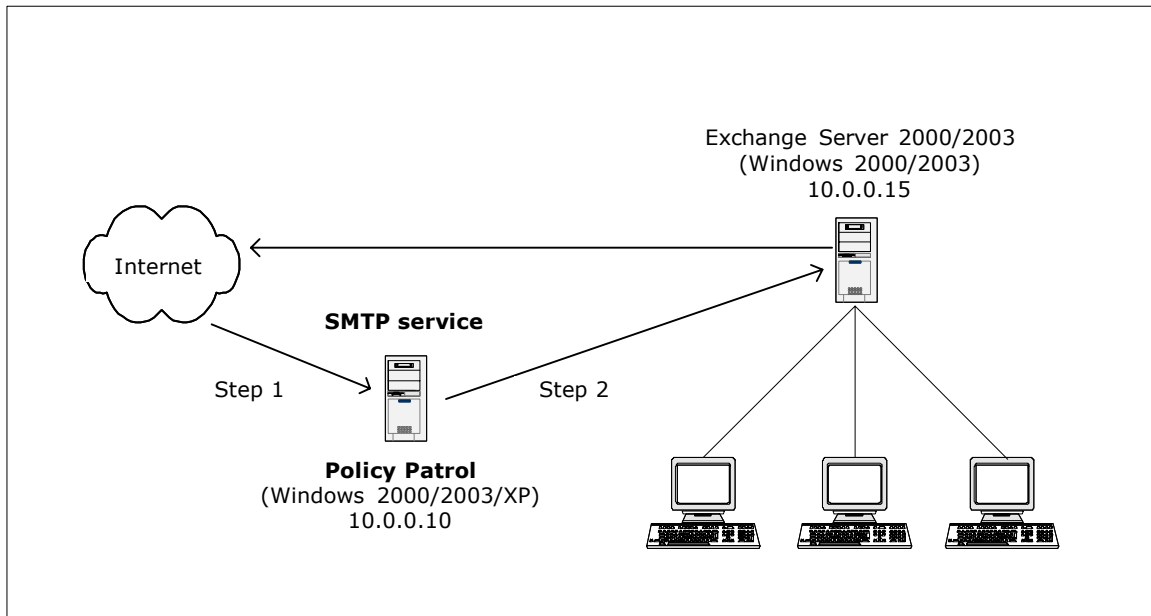 Exchange Server 2000/2003
(Windows 2000/2003)
10.0.0.15
Internet
SMTP service
Step 1
Step 2
Policy Patrol
(Windows 2000/2003/XP)
10.0.0.10